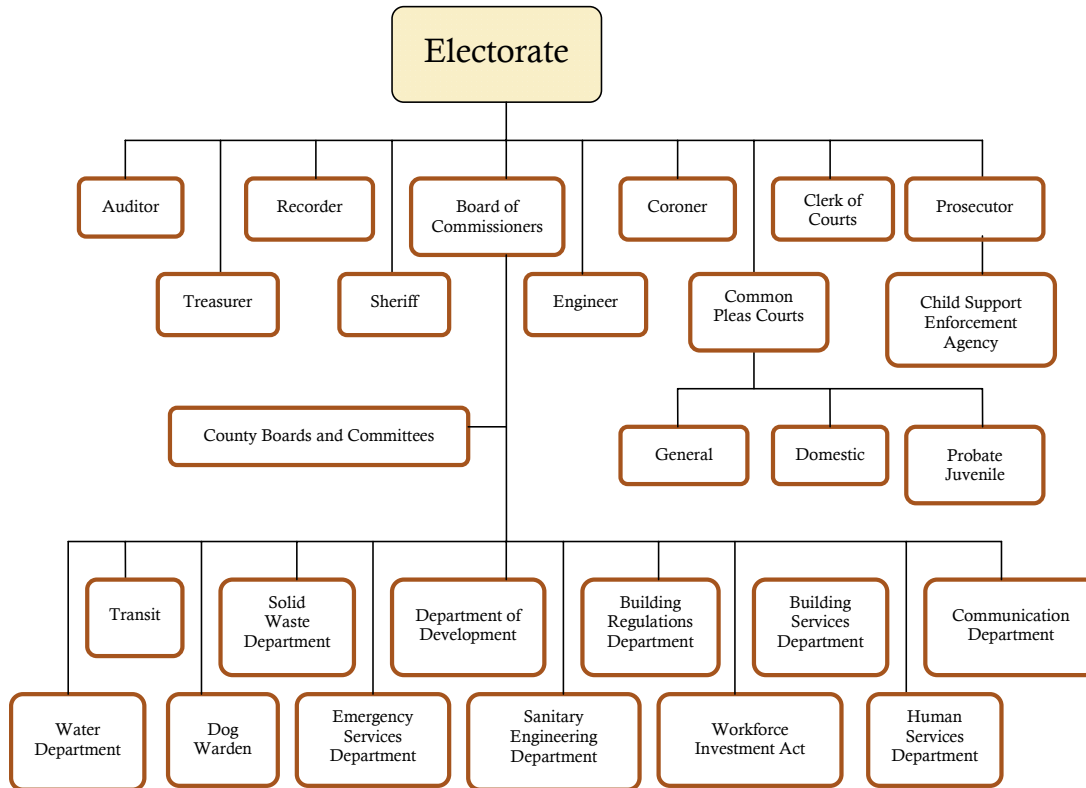 Electorate
Auditor
Recorder
Board of
Commissioners
Coroner
Clerk of
Courts
Prosecutor
Treasurer
Sheriff
Engineer
Common
Pleas Courts
Child Support
Enforcement
Agency
County Boards and Committees
General
Domestic
Probate
Juvenile
Transit
Solid
Waste
Department
Department of
Development
Building
Regulations
Department
Building
Services
Department
Communication
Department
Water
Department
Dog
Warden
Emergency
Services
Department
Sanitary
Engineering
Department
Workforce
Investment Act
Human
Services
Department